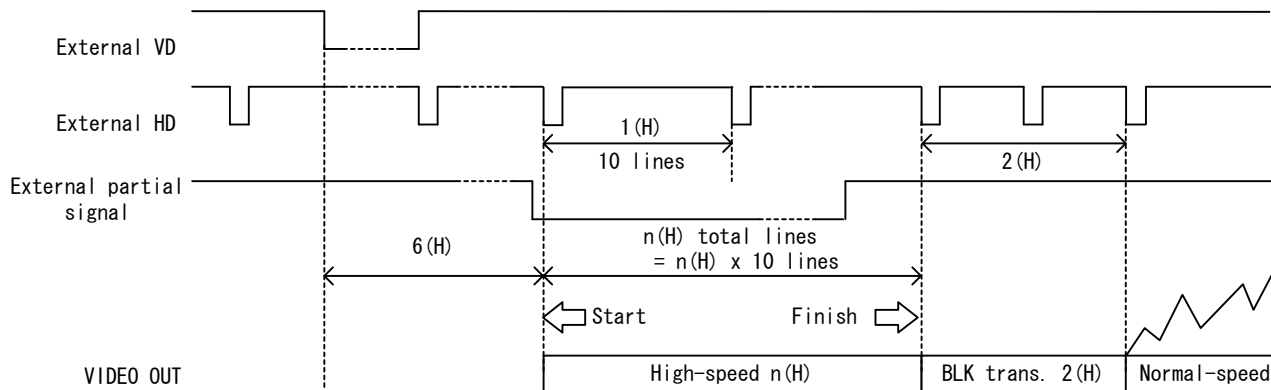 External VD
External HD
1(H)
10 lines
2(H)
External partial
signal
6(H)
n(H) total lines
= n(H) x 10 lines
Start
Finish
VIDEO OUT
High-speed n(H)
BLK trans. 2(H)
Normal-speed